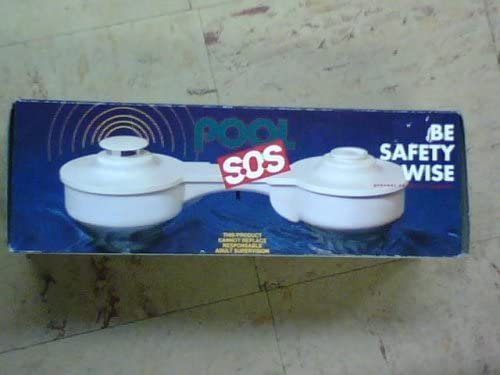 POOL
S.O.S
BE
SAFETY
WISE
THIS PRODUCT
CANNOT REPLACE
RESPONSIBLE
ADULT SUPERVISION